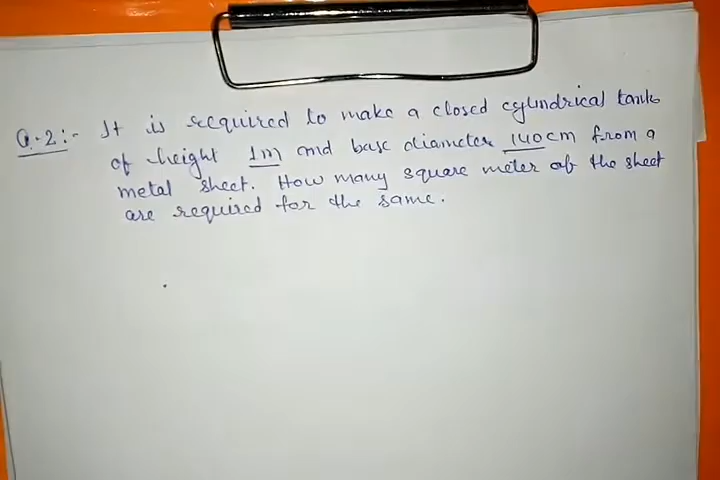 Q.2:- It is required to make a closed cylindrical tank
of height 1m and base diameter 140cm from a
metal sheet. How many square meter of the sheet
are required for the same.